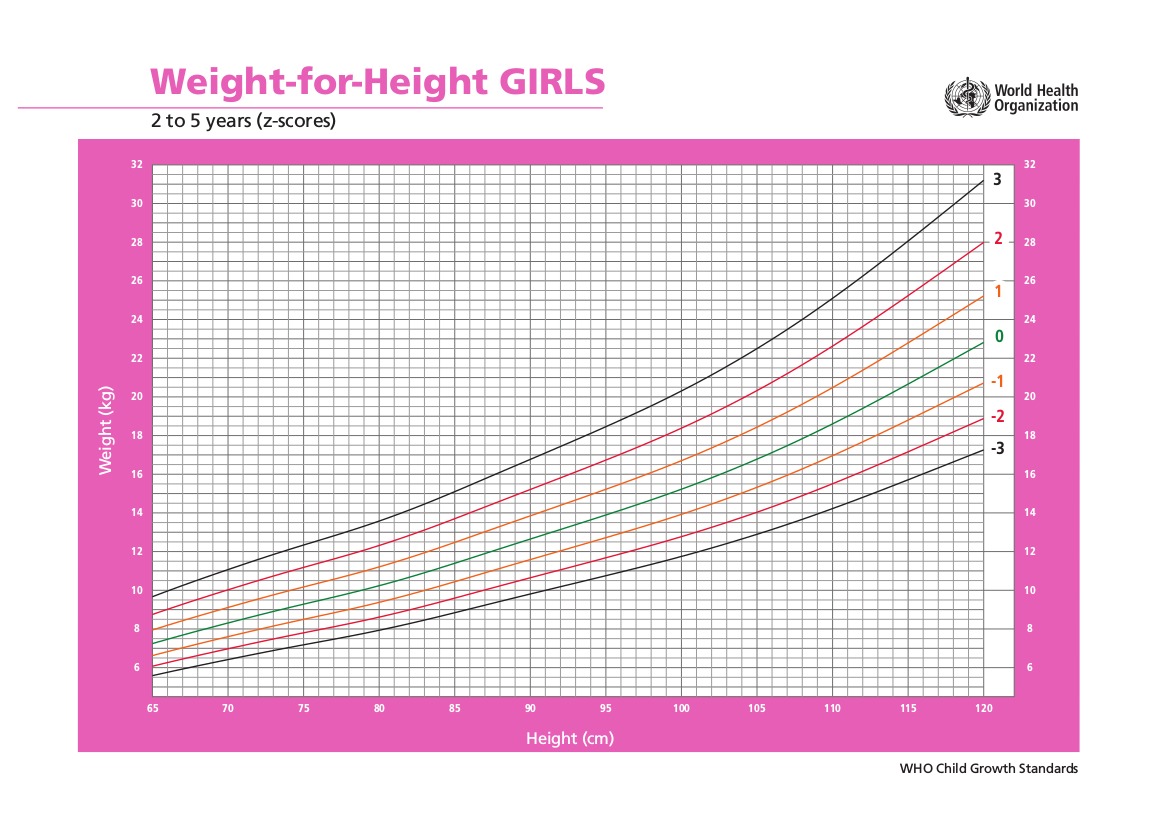 Weight-for-Height GIRLS
2 to 5 years (z-scores)
World Health
Organization
32 32
3
30 30
2
28 28
26 26
1
24 24
0
22 22
-1
20 20
-2
18 18
-3
16 16
14 14
12 12
10 10
8 8
6 6
Weight (kg)
65 70 75 80 85 90 95 100 105 110 115 120
Height (cm)
WHO Child Growth Standards